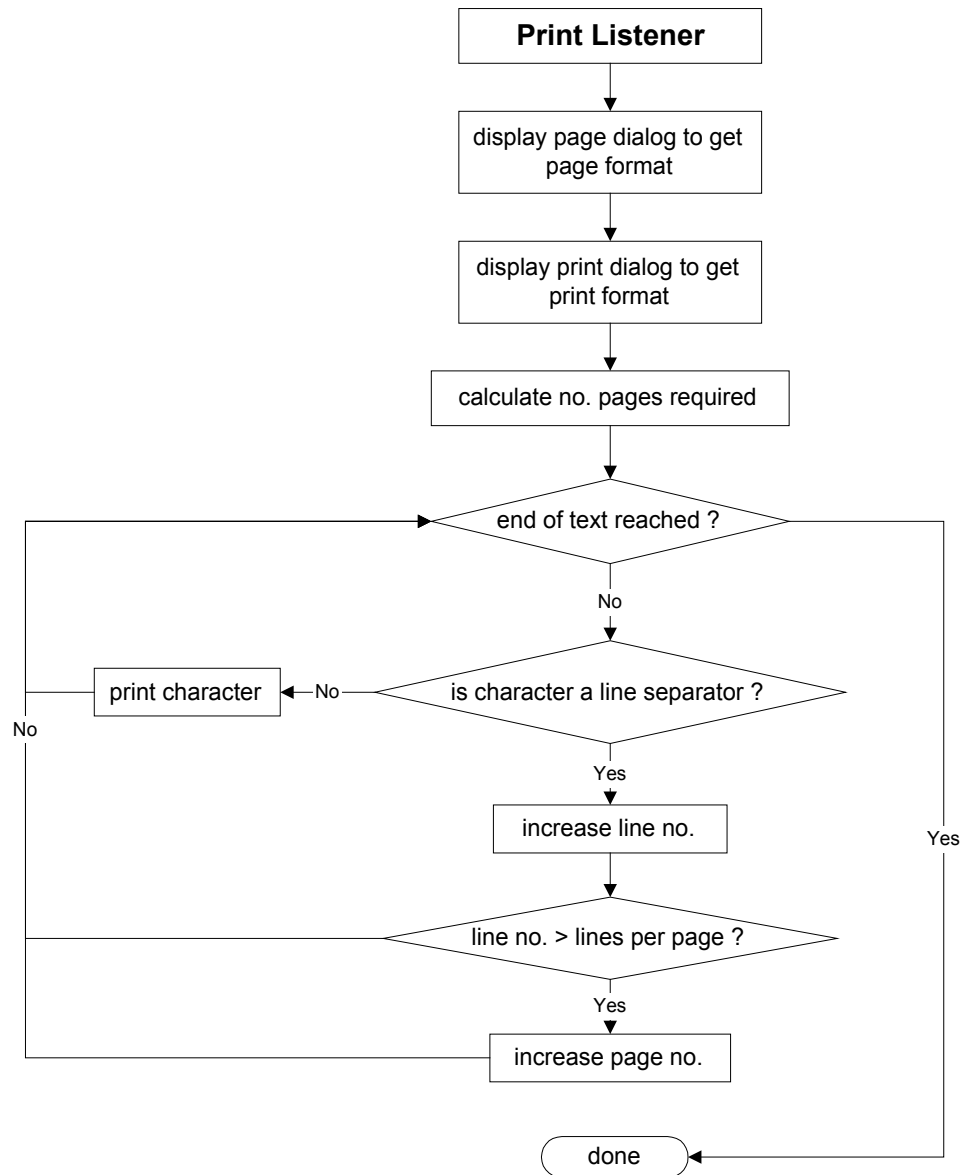 Print Listener
display page dialog to get
page format
display print dialog to get
print format
calculate no. pages required
end of text reached ?
No
print character
No
is character a line separator ?
No
Yes
increase line no.
Yes
line no. > lines per page ?
Yes
increase page no.
done